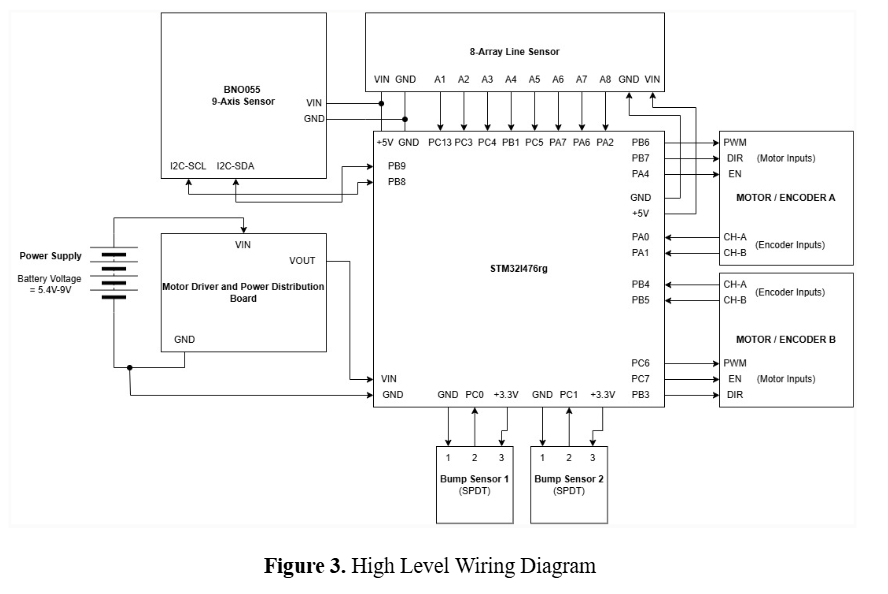 8-Array Line Sensor
VIN GND A1 A2 A3 A4 A5 A6 A7 A8 GND VIN
BNO055
9-Axis Sensor
VIN
GND
I2C-SCL I2C-SDA
+5V GND PC13 PC3 PC4 PB1 PC5 PA7 PA6 PA2
PB9
PB8
PB6
PB7
PA4
GND
+5V
PA0
PA1
PB4
PB5
PC6
PC7
PB3
STM32l476rg
VIN
GND
GND PC0 +3.3V GND PC1 +3.3V
PWM
DIR (Motor Inputs)
EN
MOTOR / ENCODER A
CH-A
(Encoder Inputs)
CH-B
CH-A
(Encoder Inputs)
CH-B
MOTOR / ENCODER B
PWM
EN (Motor Inputs)
DIR
Power Supply
Battery Voltage
= 5.4V-9V
VIN
VOUT
Motor Driver and Power Distribution
Board
GND
1 2 3
Bump Sensor 1
(SPDT)
1 2 3
Bump Sensor 2
(SPDT)
Figure 3. High Level Wiring Diagram